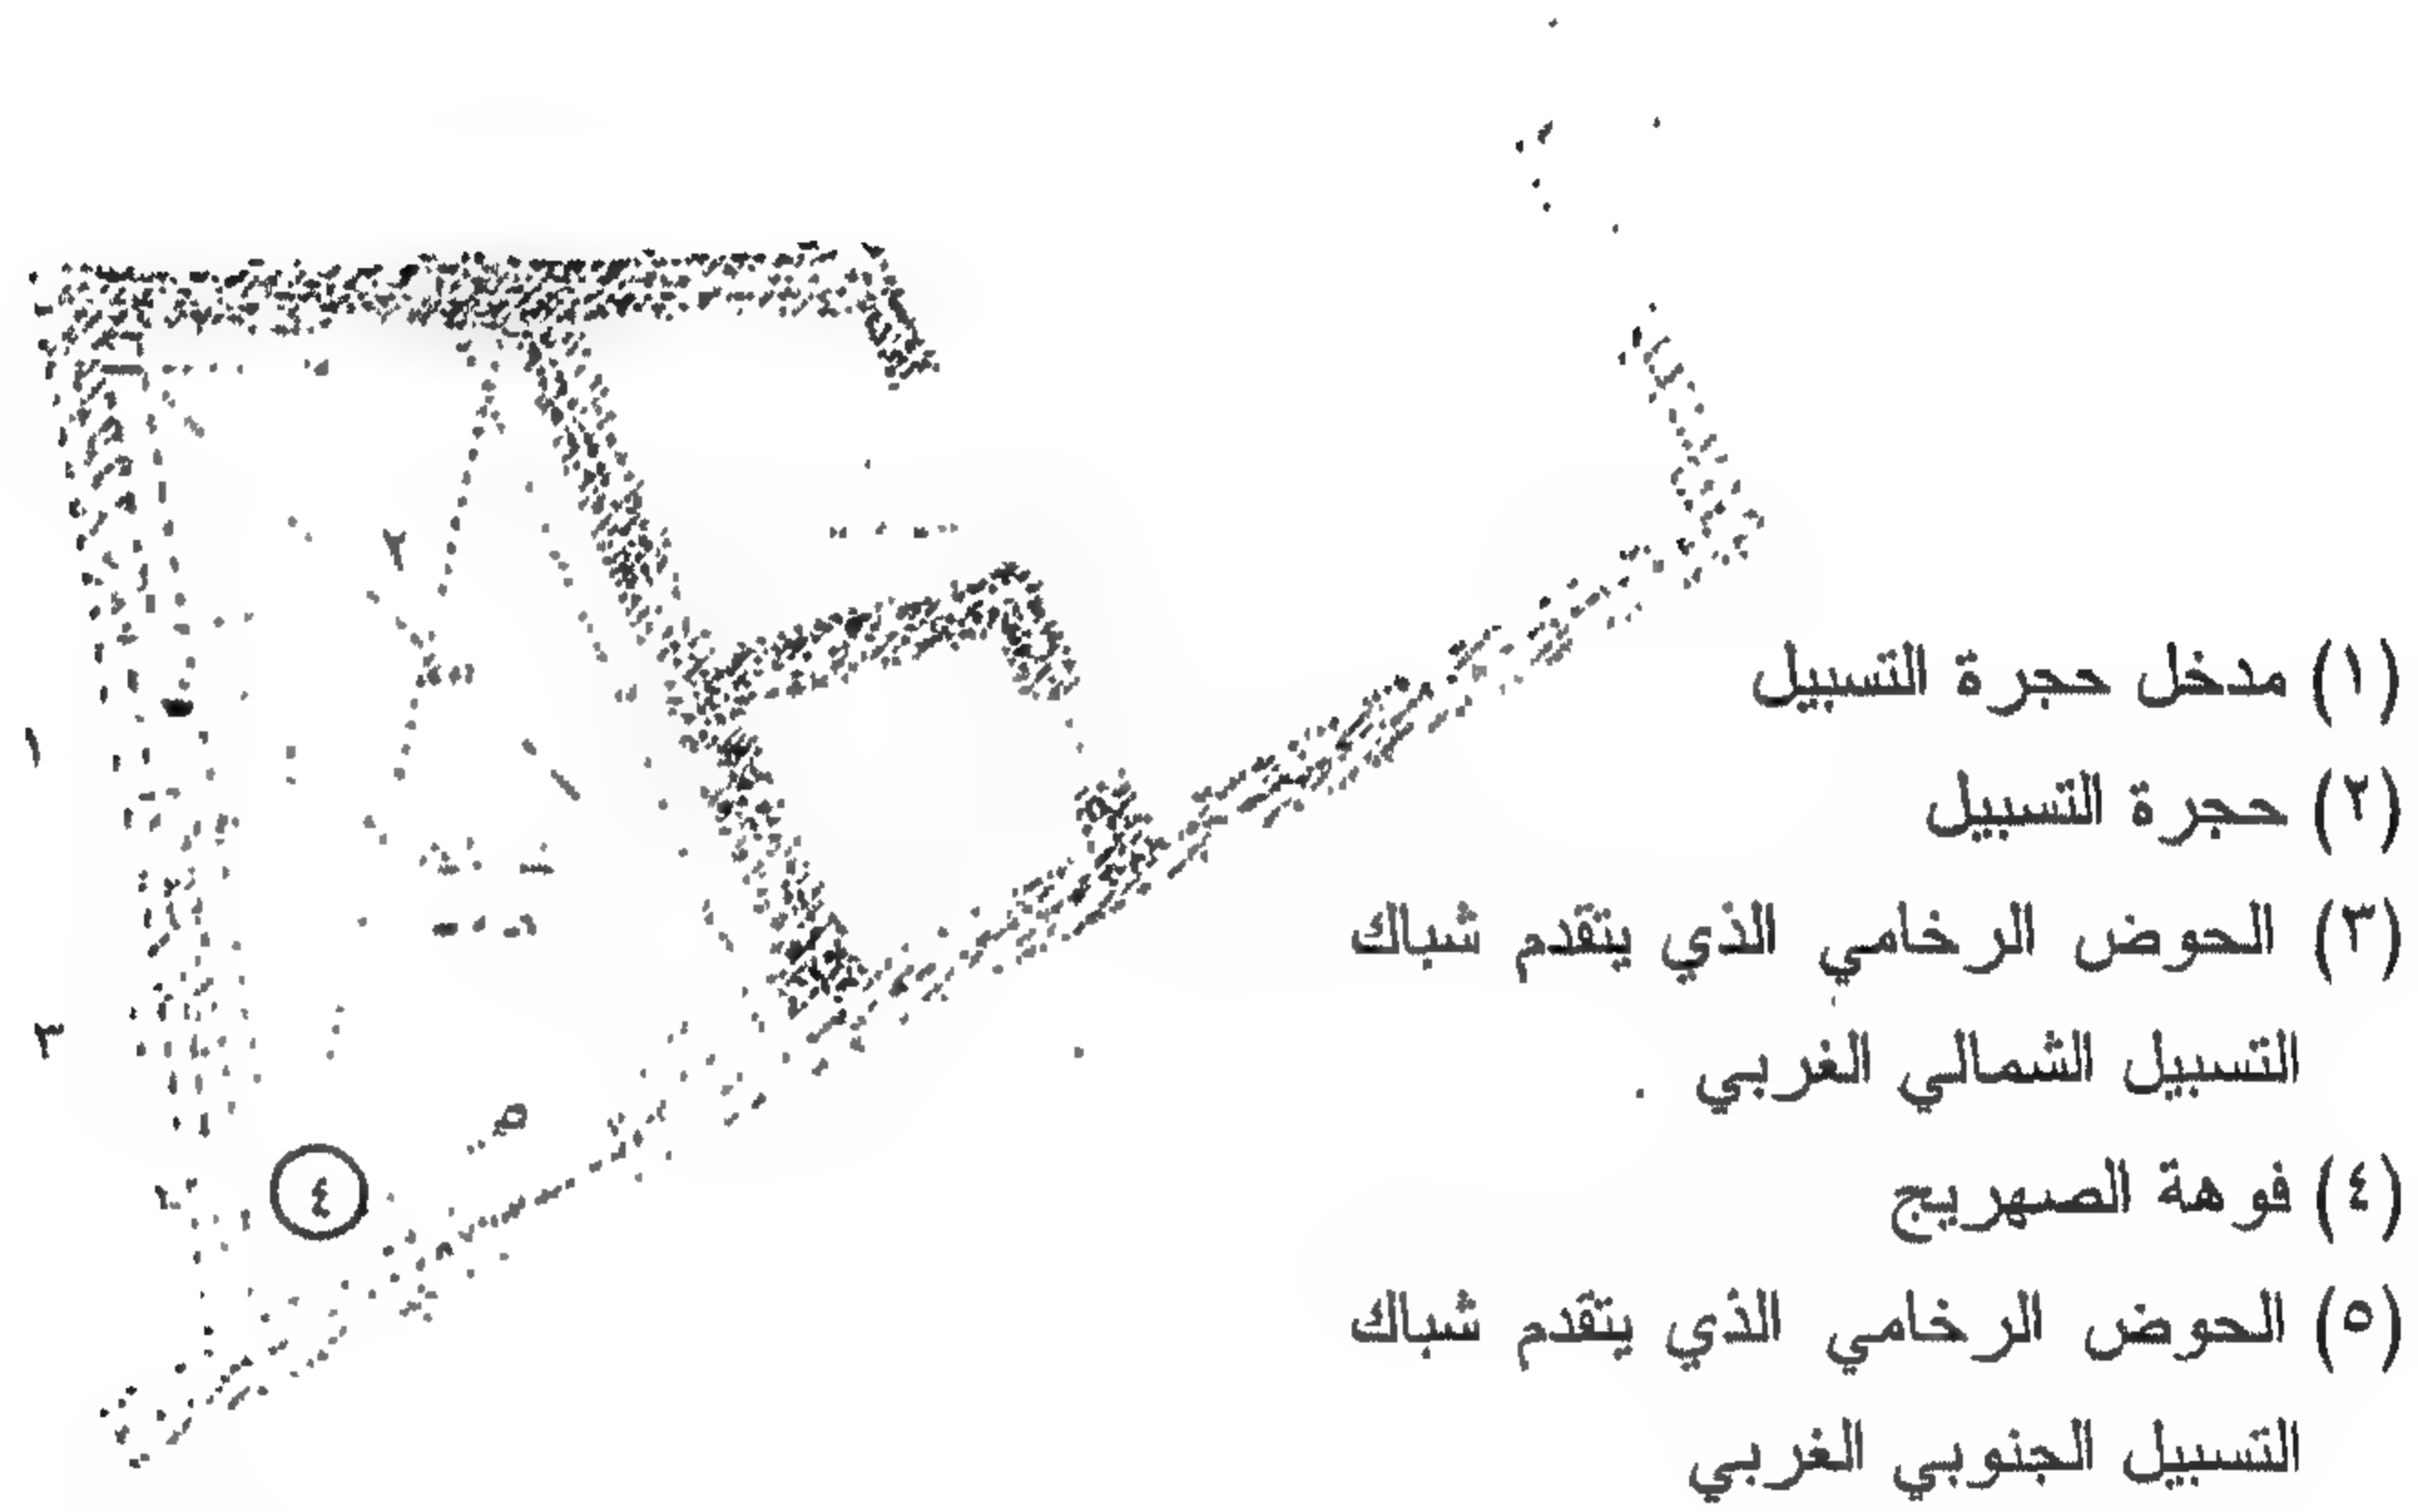 ٢
١
٣
٥
٤
(١) مدخل حجرة التسبيل
(٢) حجرة التسبيل
(٣) الحوض الرخامي الذي يتقدم شباك
التسبيل الشمالي الغربي .
(٤) فوهة الصهريج
(٥) الحوض الرخامي الذي يتقدم شباك
التسبيل الجنوبي الغربي